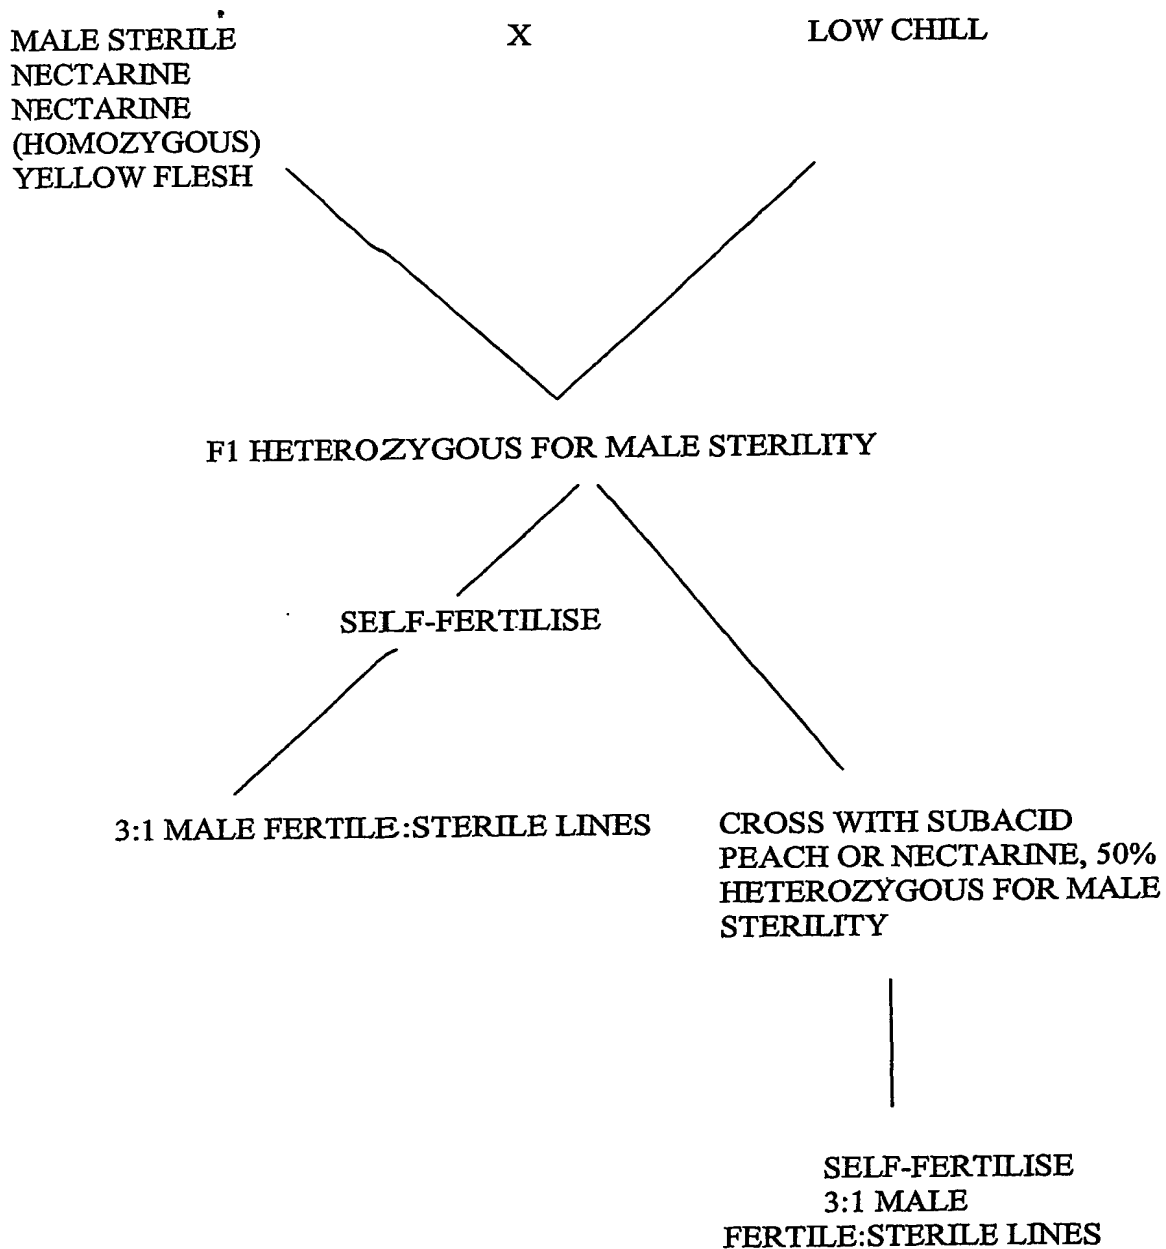 MALE STERILE X LOW CHILL
NECTARINE
NECTARINE
(HOMOZYGOUS)
YELLOW FLESH
F1 HETEROZYGOUS FOR MALE STERILITY
SELF-FERTILISE
3:1 MALE FERTILE:STERILE LINES
CROSS WITH SUBACID
PEACH OR NECTARINE, 50%
HETEROZYGOUS FOR MALE
STERILITY
SELF-FERTILISE
3:1 MALE
FERTILE:STERILE LINES